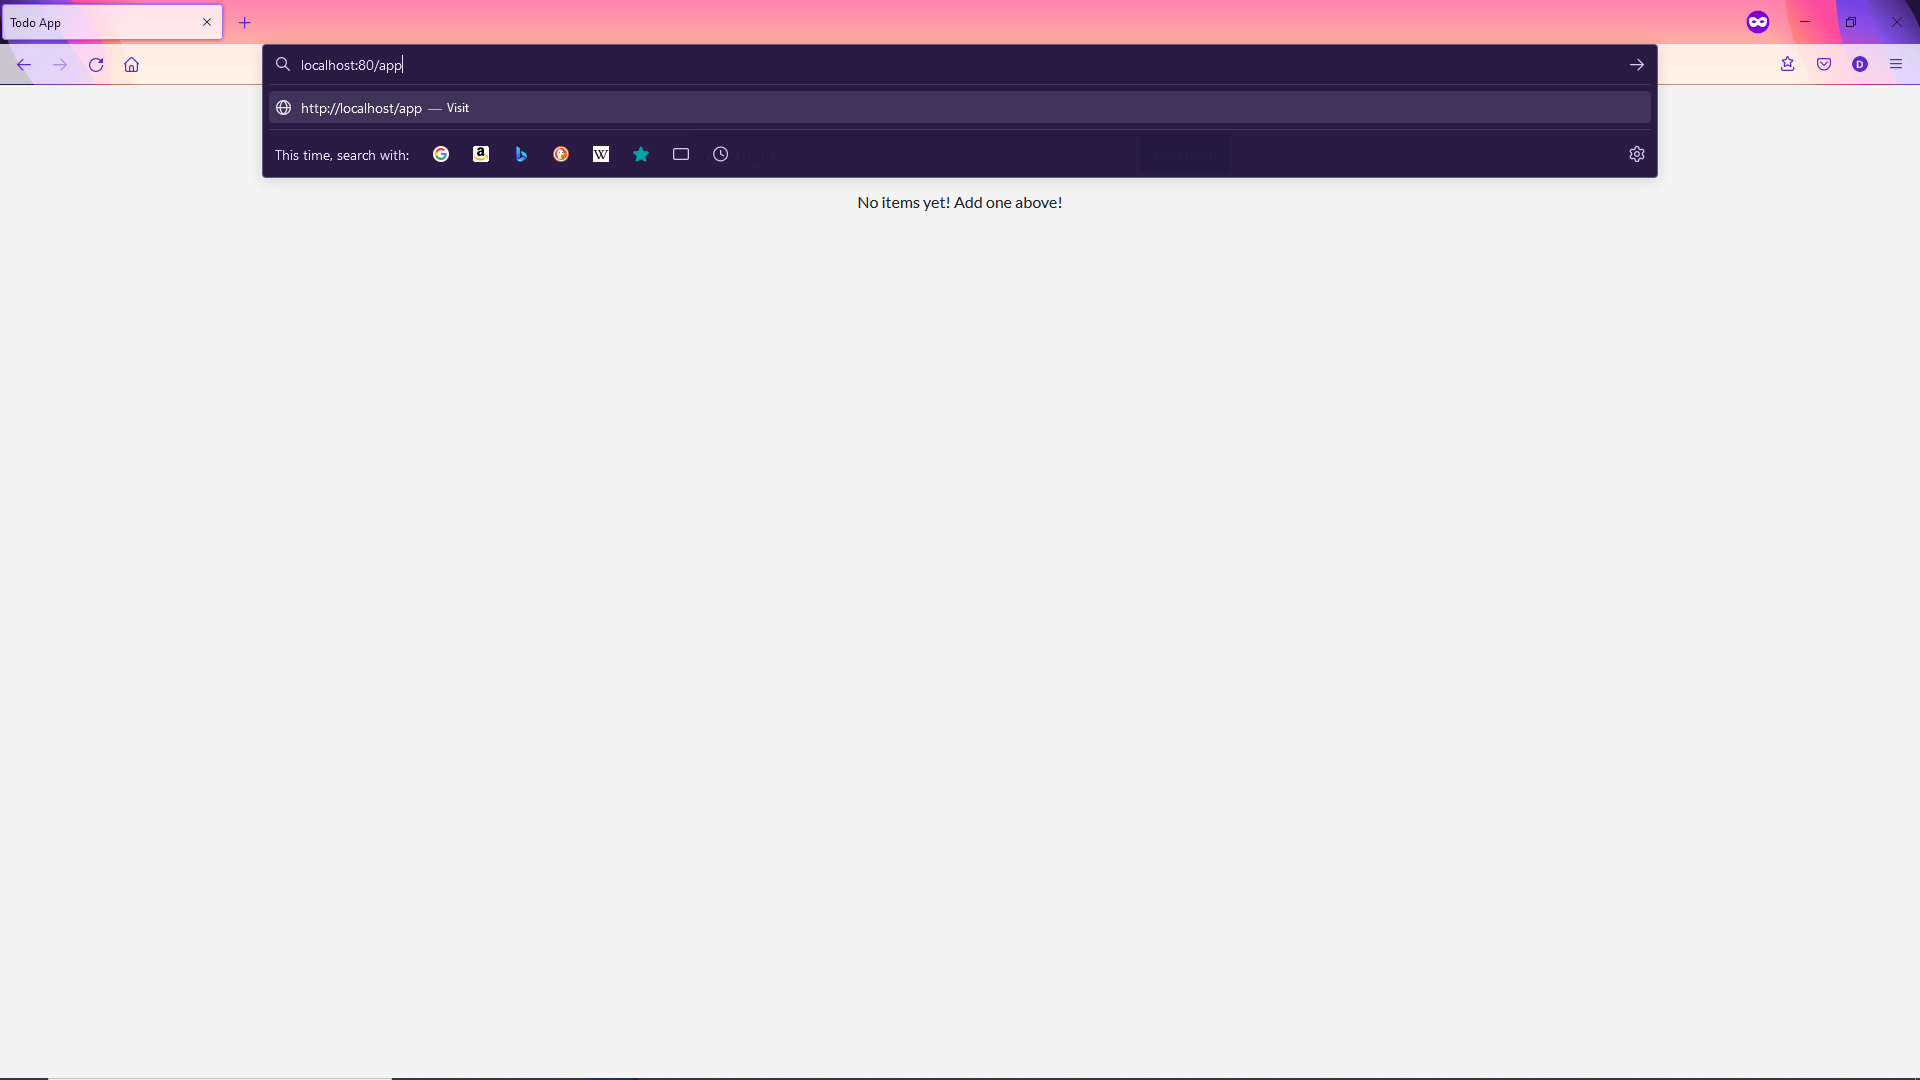 Todo App
localhost:80/app
http://localhost/app — Visit
This time, search with:
No items yet! Add one above!
D